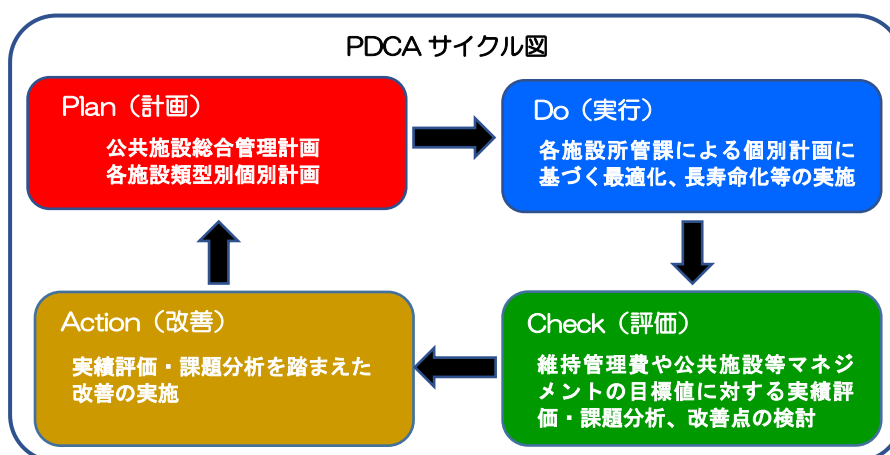 PDCA サイクル図
Plan（計画）
公共施設総合管理計画
各施設類型別個別計画
Do（実行）
各施設所管課による個別計画に
基づく最適化、長寿命化等の実施
Action（改善）
実績評価・課題分析を踏まえた
改善の実施
Check（評価）
維持管理費や公共施設等マネジ
メントの目標値に対する実績評
価・課題分析、改善点の検討